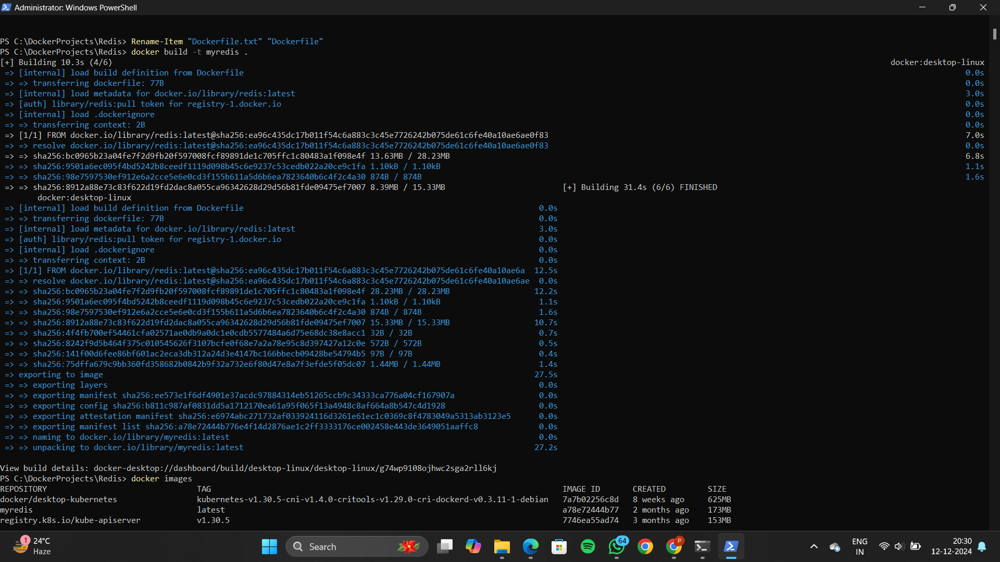 Administrator: Windows PowerShell
PS C:\DockerProjects\Redis> Rename-Item "Dockerfile.txt" "Dockerfile"
PS C:\DockerProjects\Redis> docker build -t myredis .
[+] Building 10.3s (4/6) docker:desktop-linux
=> [internal] load build definition from Dockerfile 0.0s
=> => transferring dockerfile: 77B 0.0s
=> [internal] load metadata for docker.io/library/redis:latest 3.0s
=> [auth] library/redis:pull token for registry-1.docker.io 0.0s
=> [internal] load .dockerignore 0.0s
=> => transferring context: 2B 0.0s
=> [1/1] FROM docker.io/library/redis:latest@sha256:ea96c435dc17b011f54c6a883c3c45e7726242b075de61c6fe40a10ae6ae0f83 7.0s
=> => resolve docker.io/library/redis:latest@sha256:ea96c435dc17b011f54c6a883c3c45e7726242b075de61c6fe40a10ae6ae0f83 0.0s
=> => sha256:bc0965b23a04fe7f2d9fb20f597008fcf89891de1c705ffc1c80483a1f098e4f 13.63MB / 28.23MB 6.8s
=> => sha256:9501a6ec095f4bd5242b8ceedf1119d098b45c6e9237c53cedb022a20ce9c1fa 1.10kB / 1.10kB 1.1s
=> => sha256:98e7597530ef912e6a2cce5e6e0cd3f155b611a5d6b6ea7823640b6c4f2c4a30 874B / 874B 1.6s
=> => sha256:8912a88e73c83f622d19fd2dac8a055ca96342628d29d56b81fde09475ef7007 8.39MB / 15.33MB [+] Building 31.4s (6/6) FINISHED
docker:desktop-linux
=> [internal] load build definition from Dockerfile 0.0s
=> => transferring dockerfile: 77B 0.0s
=> [internal] load metadata for docker.io/library/redis:latest 3.0s
=> [auth] library/redis:pull token for registry-1.docker.io 0.0s
=> [internal] load .dockerignore 0.0s
=> => transferring context: 2B 0.0s
=> [1/1] FROM docker.io/library/redis:latest@sha256:ea96c435dc17b011f54c6a883c3c45e7726242b075de61c6fe40a10ae6a 12.5s
=> => resolve docker.io/library/redis:latest@sha256:ea96c435dc17b011f54c6a883c3c45e7726242b075de61c6fe40a10ae6ae 0.0s
=> => sha256:bc0965b23a04fe7f2d9fb20f597008fcf89891de1c705ffc1c80483a1f098e4f 28.23MB / 28.23MB 12.2s
=> => sha256:9501a6ec095f4bd5242b8ceedf1119d098b45c6e9237c53cedb022a20ce9c1fa 1.10kB / 1.10kB 1.1s
=> => sha256:98e7597530ef912e6a2cce5e6e0cd3f155b611a5d6b6ea7823640b6c4f2c4a30 874B / 874B 1.6s
=> => sha256:8912a88e73c83f622d19fd2dac8a055ca96342628d29d56b81fde09475ef7007 15.33MB / 15.33MB 10.7s
=> => sha256:4f4fb700ef54461cfa02571ae0db9a0dc1e0cdb5577484a6d75e68dc38e8acc1 32B / 32B 0.7s
=> => sha256:8242f9d5b464f375c010545626f3107bcfe0f68e7a2a78e95c8d397427a12c0e 572B / 572B 0.5s
=> => sha256:141f00d6fee86bf601ac2eca3db312a24d3e4147bc166bbecb09428be54794b5 97B / 97B 0.4s
=> => sha256:75dffa679c9bb360fd358682b0842b9f32a732e6f80d47e8a7f3efde5f05dc07 1.44MB / 1.44MB 1.4s
=> exporting to image 27.5s
=> => exporting layers 0.0s
=> => exporting manifest sha256:ee573e1f6df4901e37acdc97884314eb51265ccb9c34333ca776a04cf167907a 0.0s
=> => exporting config sha256:b811c987af0831dd5a1712170ea61a95f065f13a4948c8af664a8b547c4d1928 0.0s
=> => exporting attestation manifest sha256:e6974abc271732af033924116d3261e61ec1c0369c8f4783049a5313ab3123e5 0.0s
=> => exporting manifest list sha256:a78e72444b776e4f14d2876ae1c2ff3333176ce002458e443de3649051aaffc8 0.0s
=> => naming to docker.io/library/myredis:latest 0.0s
=> => unpacking to docker.io/library/myredis:latest 27.2s
View build details: docker-desktop://dashboard/build/desktop-linux/desktop-linux/g74wp9108ojhwc2sga2rll6kj
PS C:\DockerProjects\Redis> docker images
REPOSITORY TAG IMAGE ID CREATED SIZE
docker/desktop-kubernetes kubernetes-v1.30.5-cni-v1.4.0-critools-v1.29.0-cri-dockerd-v0.3.11-1-debian 7a7b02256c8d 8 weeks ago 625MB
myredis latest a78e72444b77 2 months ago 173MB
registry.k8s.io/kube-apiserver v1.30.5 7746ea55ad74 3 months ago 153MB
1
24°C
Haze
Search
64
P
ENG
IN
20:30
12-12-2024